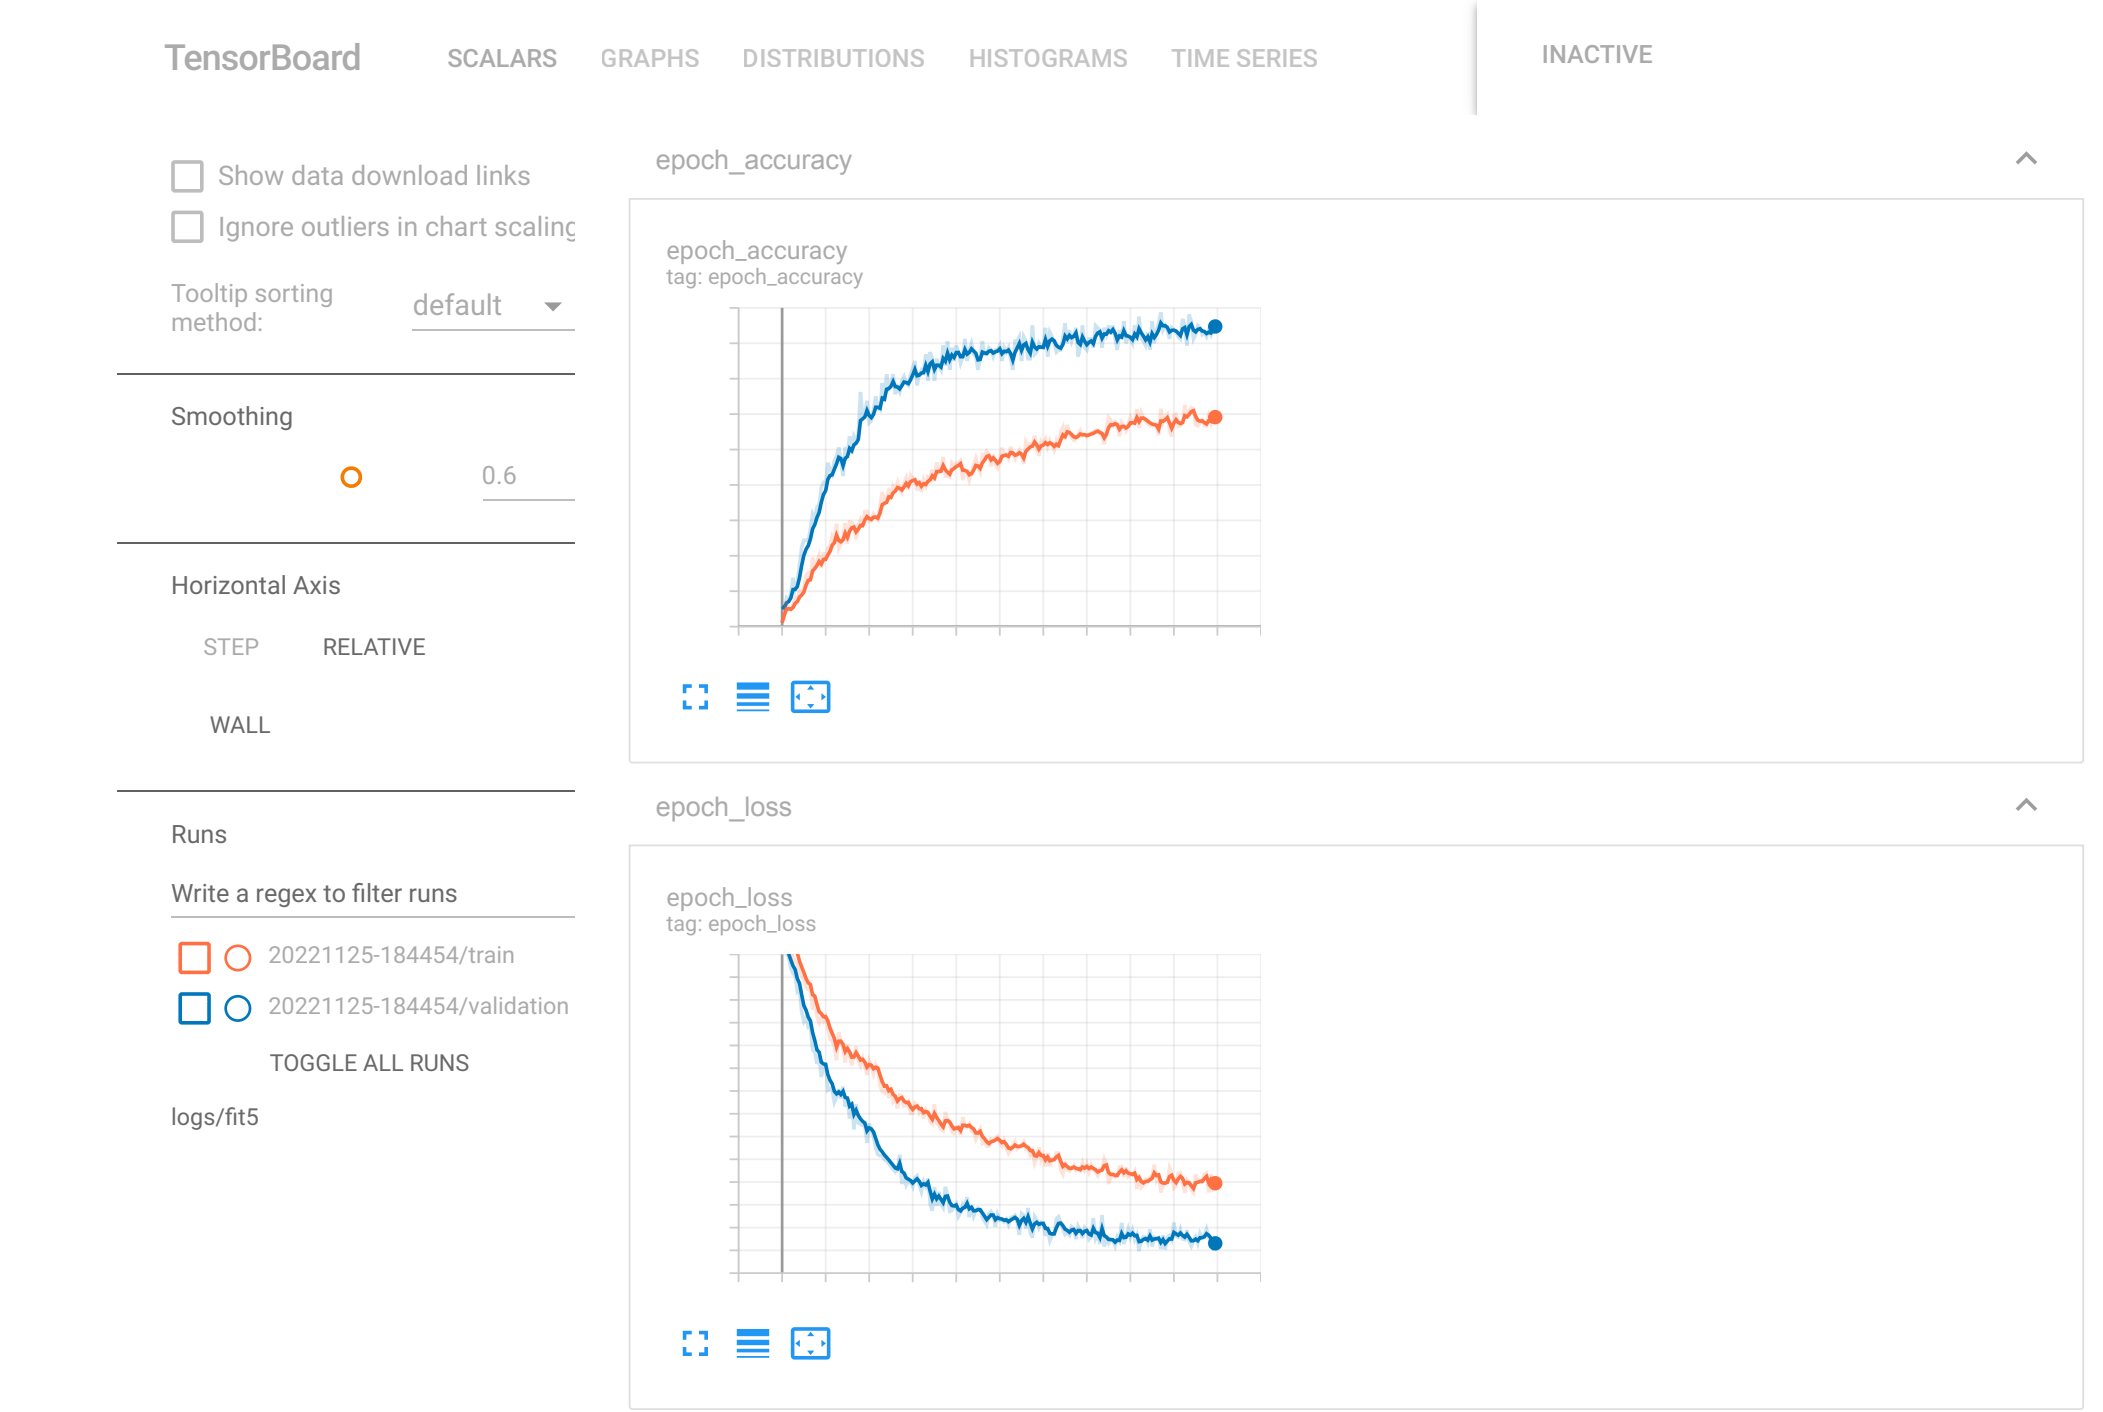 TensorBoard
SCALARS GRAPHS DISTRIBUTIONS HISTOGRAMS TIME SERIES
INACTIVE
Show data download links
Ignore outliers in chart scaling
Tooltip sorting
method:
default
Smoothing
0.6
Horizontal Axis
STEP RELATIVE
WALL
Runs
Write a regex to filter runs
20221125-184454/train
20221125-184454/validation
TOGGLE ALL RUNS
logs/fit5
epoch_accuracy
epoch_accuracy
tag: epoch_accuracy
epoch_loss
epoch_loss
tag: epoch_loss